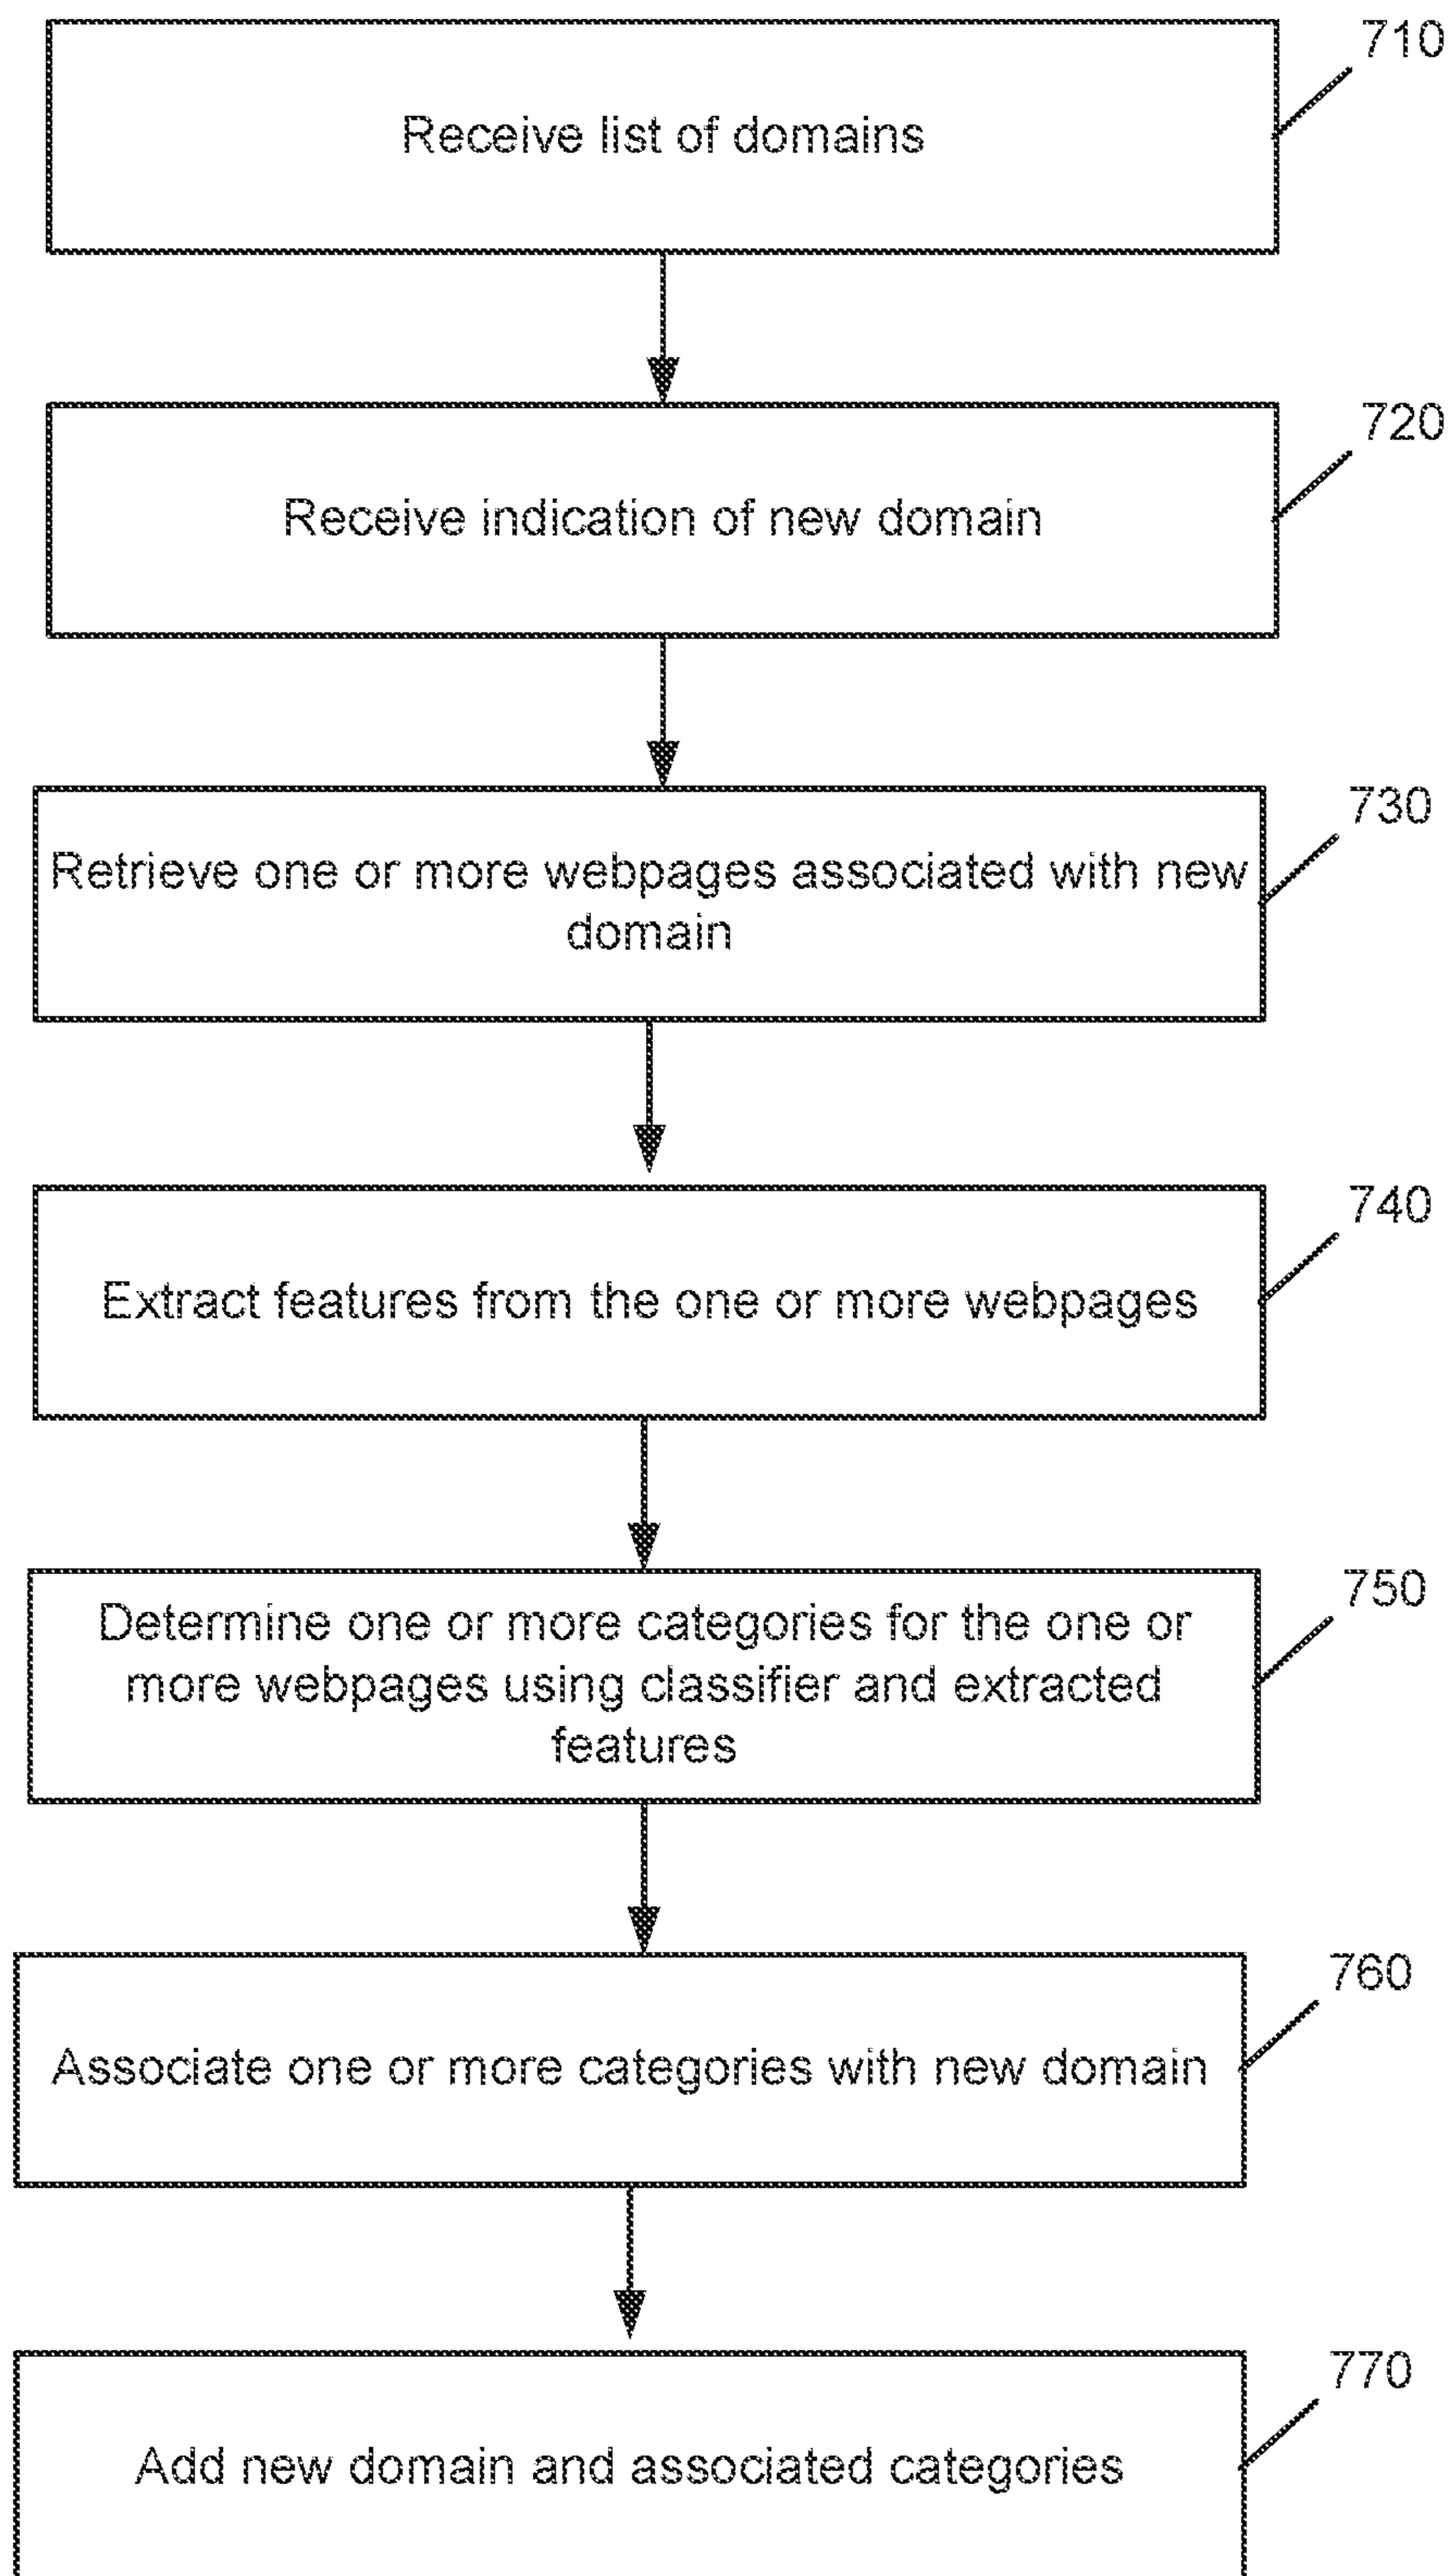 710
Receive list of domains
720
Receive indication of new domain
730
Retrieve one or more webpages associated with new
domain
740
Extract features from the one or more webpages
750
Determine one or more categories for the one or
more webpages using classifier and extracted
features
760
Associate one or more categories with new domain
770
Add new domain and associated categories